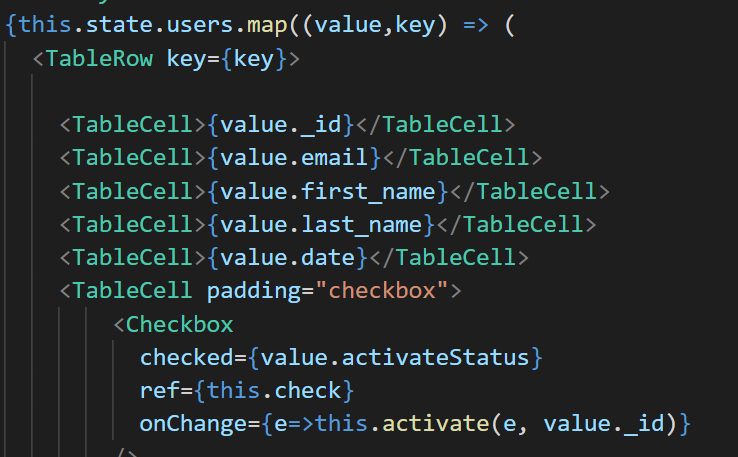 {this.state.users.map((value,key) => (
<TableRow key={key}>
<TableCell>{value._id}</TableCell>
<TableCell>{value.email}</TableCell>
<TableCell>{value.first_name}</TableCell>
<TableCell>{value.last_name}</TableCell>
<TableCell>{value.date}</TableCell>
<TableCell padding="checkbox">
<Checkbox
checked={value.activateStatus}
ref={this.check}
onChange={e=>this.activate(e, value._id)}
/>